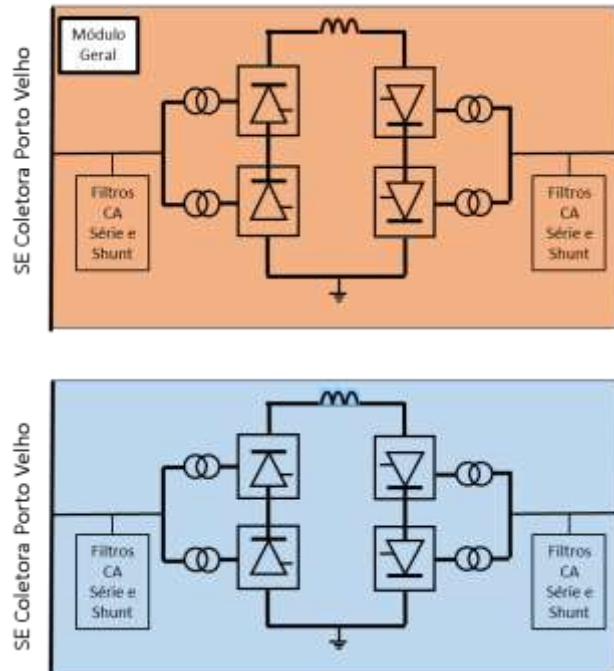 SE Coletora Porto Velho
Módulo
Geral
Filtros
CA
Série e
Shunt
Filtros
CA
Série e
Shunt
SE Coletora Porto Velho
Filtros
CA
Série e
Shunt
Filtros
CA
Série e
Shunt